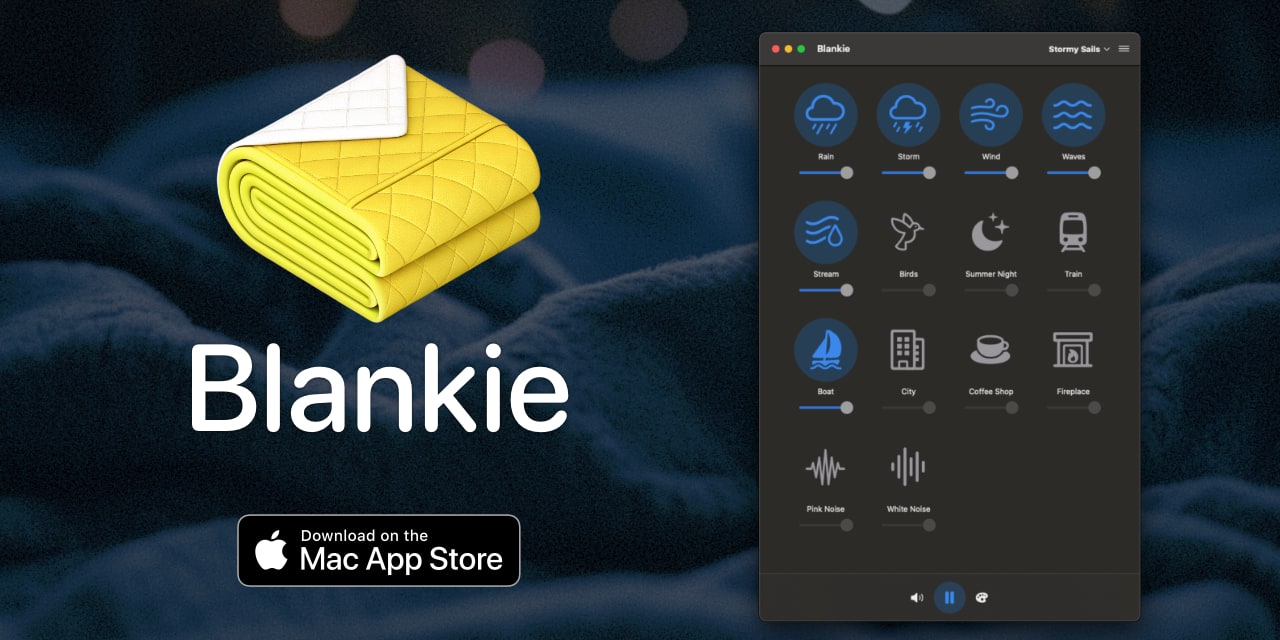 Blankie
Download on the
Mac App Store
Blankie
Stormy Sails
Rain
Storm
Wind
Waves
Stream
Birds
Summer Night
Train
Boat
City
Coffee Shop
Fireplace
Pink Noise
White Noise